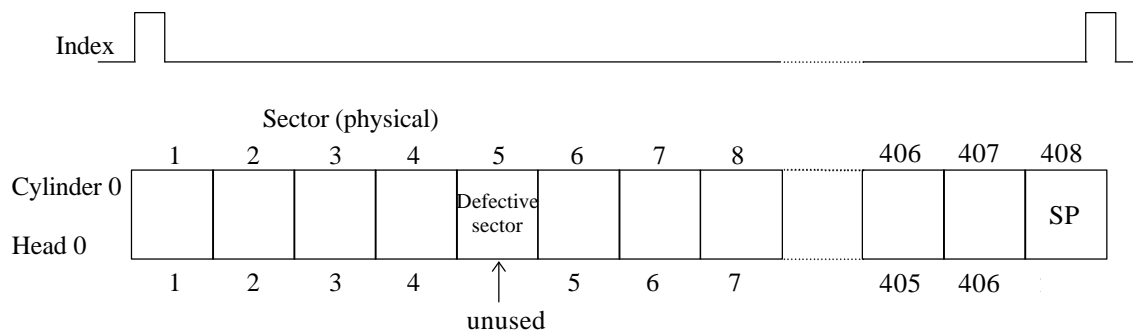 Index
Sector (physical)
1 2 3 4 5 6 7 8 406 407 408
Cylinder 0
Defective
sector
SP
Head 0
1 2 3 4 5 6 7 405 406
unused